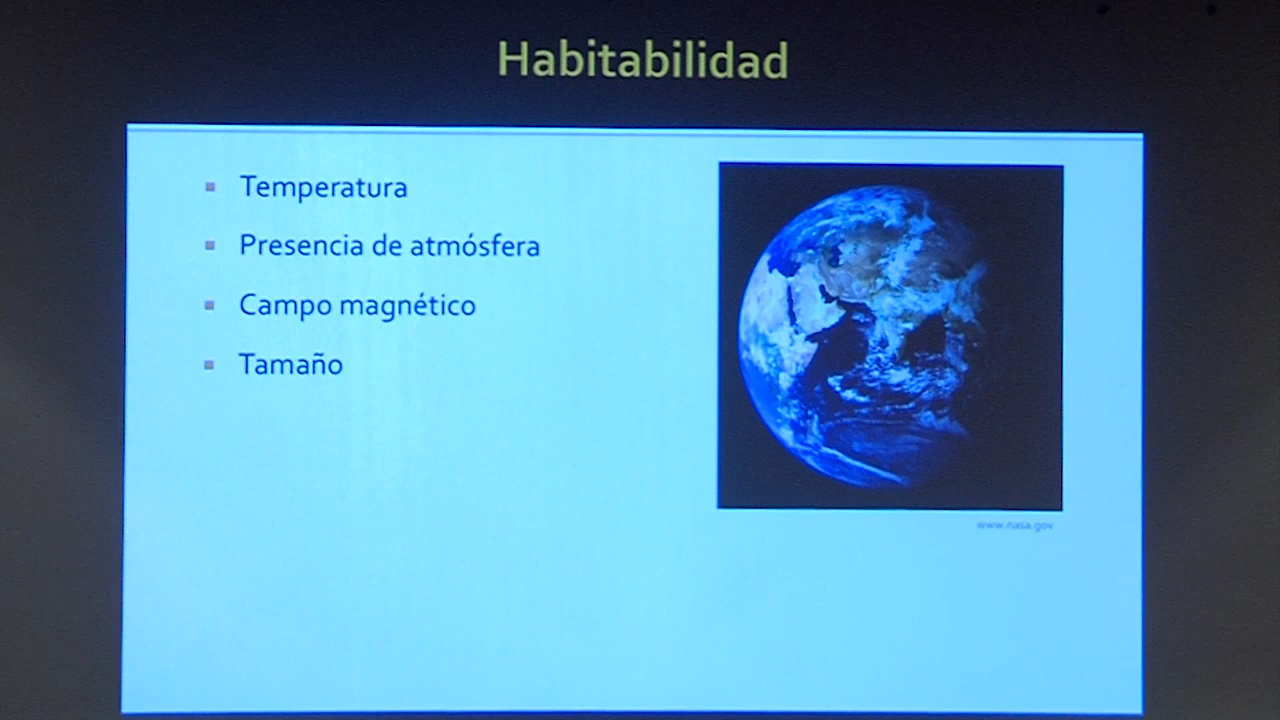 Habitabilidad
Temperatura
Presencia de atmósfera
Campo magnético
Tamaño
www.nasa.gov